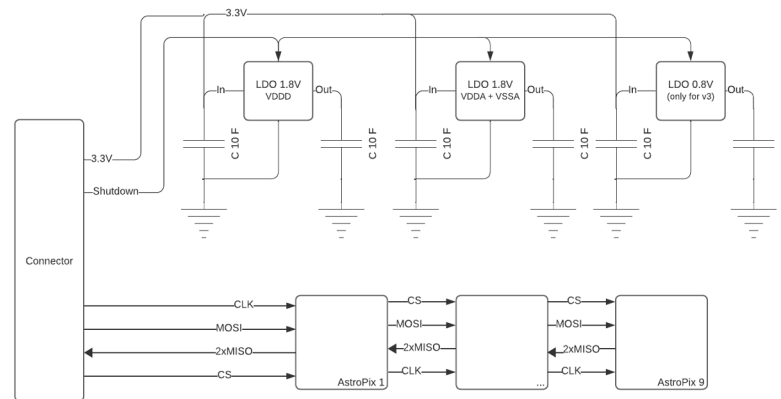 3.3V
LDO 1.8V
VDDD
LDO 1.8V
VDDA + VSSA
LDO 0.8V
(only for v3)
In
Out
In
Out
In
Out
C 10 F
C 10 F
C 10 F
C 10 F
C 10 F
C 10 F
3.3V
Shutdown
Connector
CLK
MOSI
2xMISO
CS
AstroPix 1
CS
MOSI
2xMISO
CLK
...
CS
MOSI
2xMISO
CLK
AstroPix 9